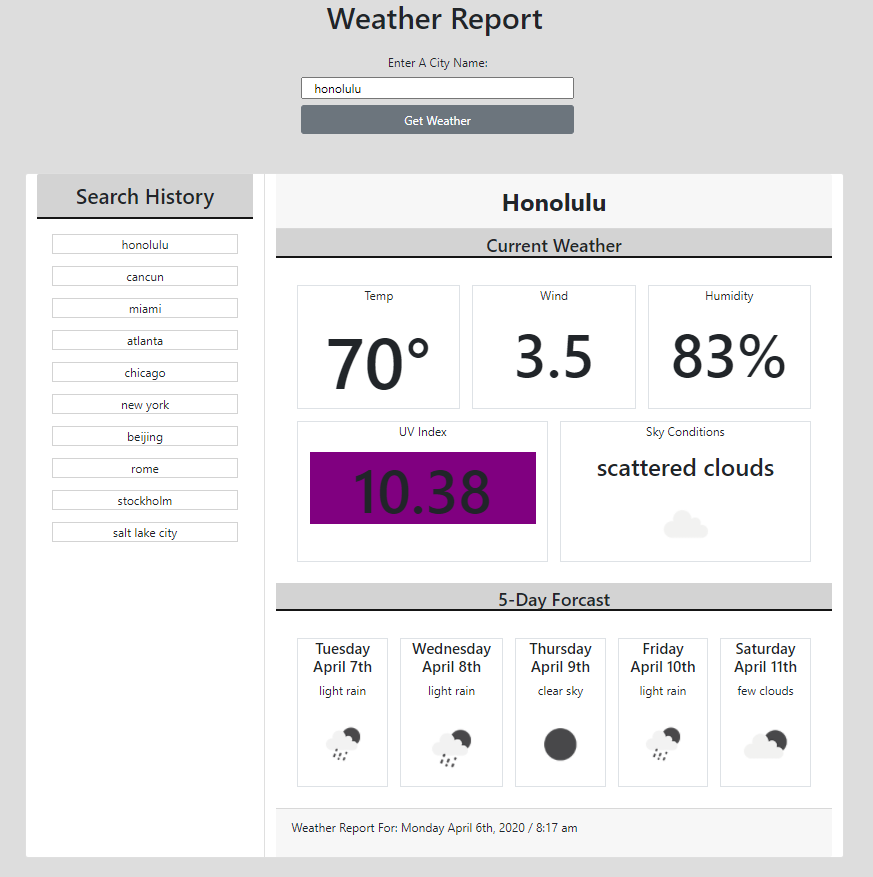 Weather Report
Enter A City Name:
honolulu
Get Weather
Search History
honolulu
cancun
miami
atlanta
chicago
new york
beijing
rome
stockholm
salt lake city
Honolulu
Current Weather
Temp
70°
Wind
3.5
Humidity
83%
UV Index
10.38
Sky Conditions
scattered clouds
5-Day Forcast
Tuesday
April 7th
light rain
Wednesday
April 8th
light rain
Thursday
April 9th
clear sky
Friday
April 10th
light rain
Saturday
April 11th
few clouds
Weather Report For: Monday April 6th, 2020 / 8:17 am